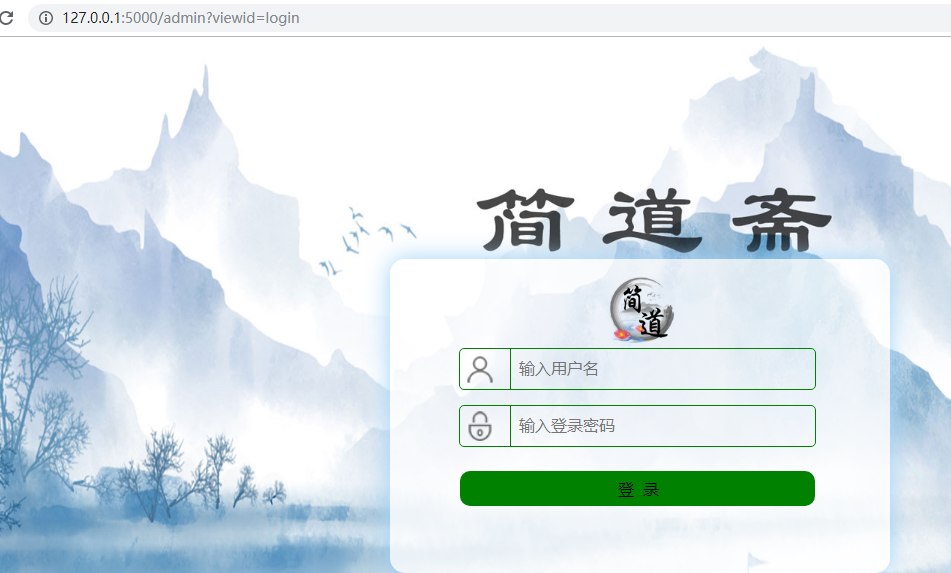 127.0.0.1:5000/admin?viewid=login
简道斋
简
道
输入用户名
输入登录密码
登 录